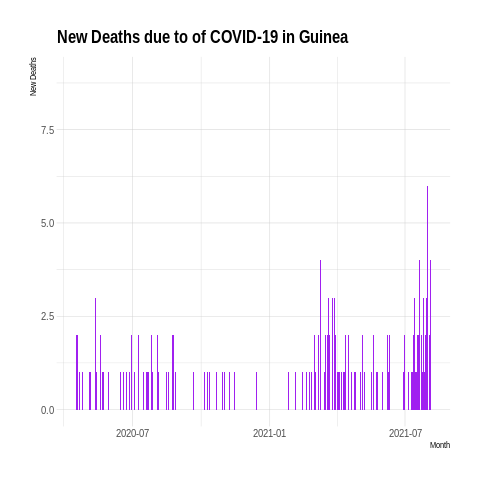 New Deaths due to of COVID-19 in Guinea
New Deaths
7.5
5.0
2.5
0.0
2020-07
2021-01
2021-07
Month